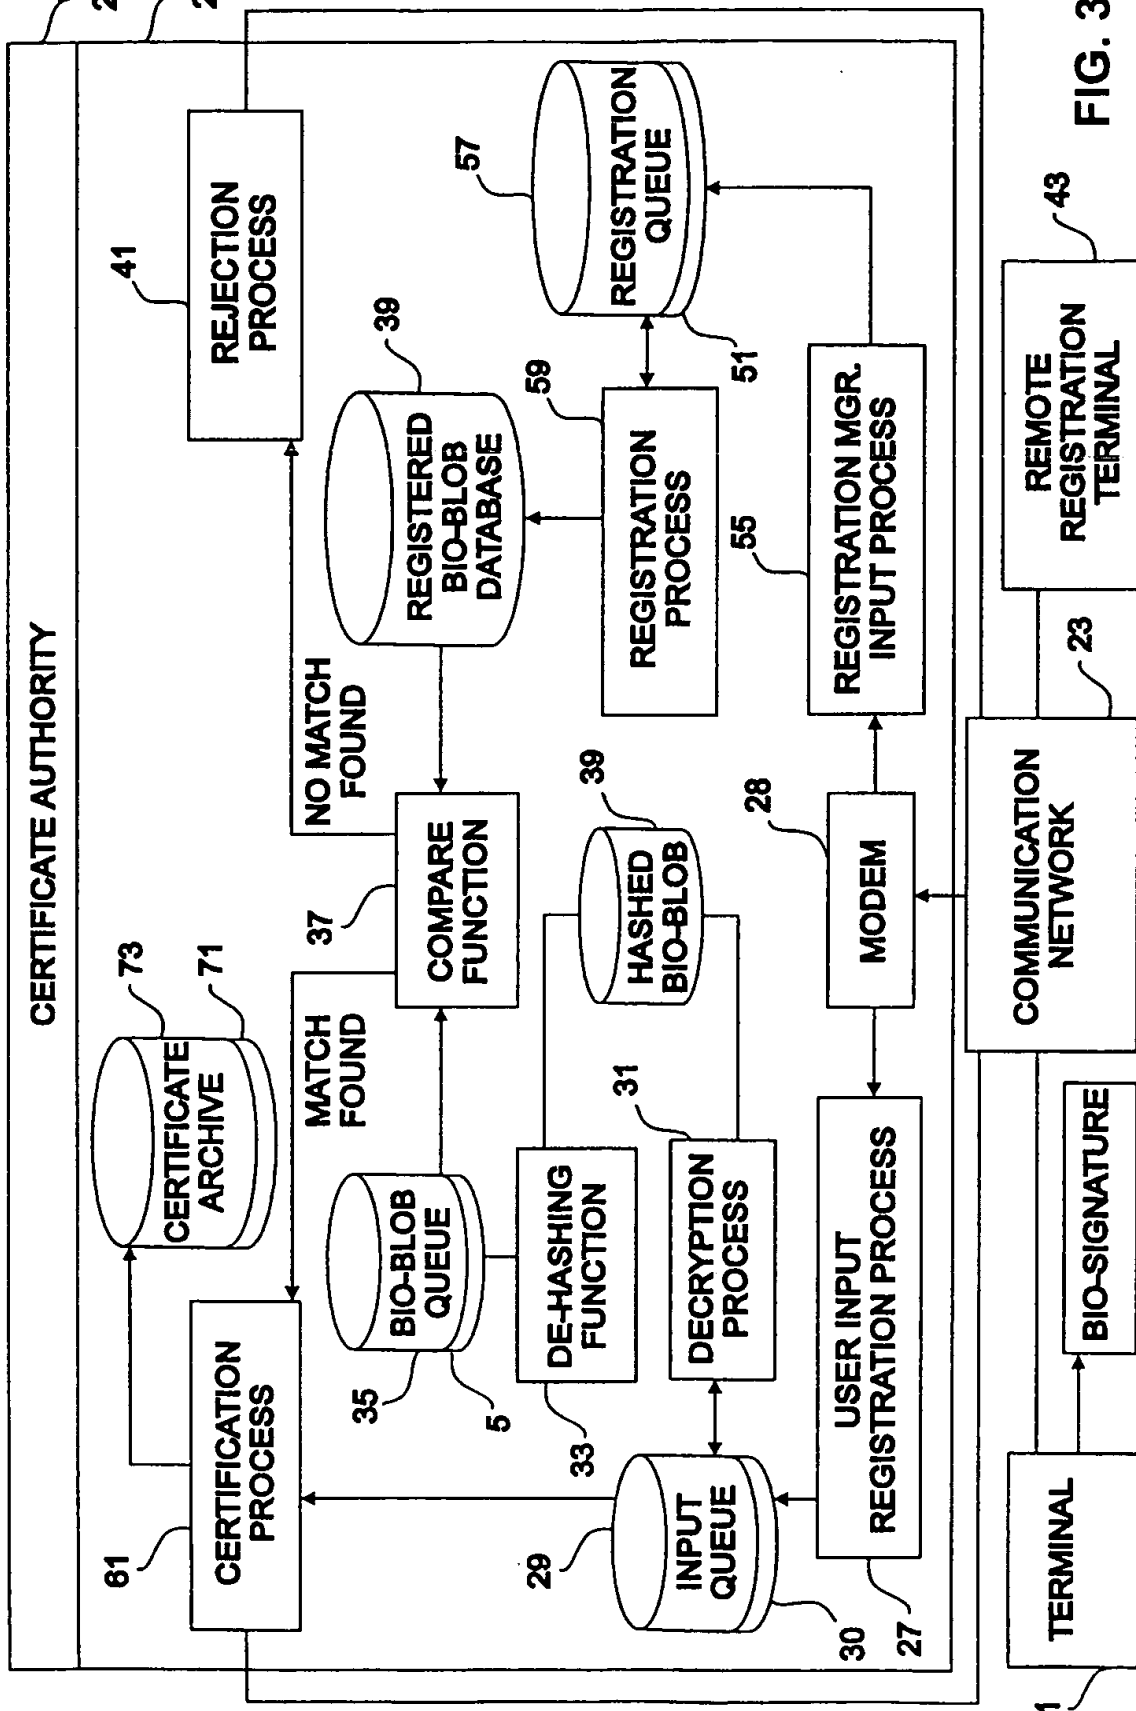 CERTIFICATE AUTHORITY
2
2
61
CERTIFICATION
PROCESS
CERTIFICATE
ARCHIVE
73
71
41
REJECTION
PROCESS
MATCH
FOUND
NO MATCH
FOUND
35
5
BIO-BLOB
QUEUE
37
COMPARE
FUNCTION
REGISTERED
BIO-BLOB
DATABASE
39
57
REGISTRATION
QUEUE
51
33
DE-HASHING
FUNCTION
HASHED
BIO-BLOB
39
59
REGISTRATION
PROCESS
29
INPUT
QUEUE
30
31
DECRYPTION
PROCESS
27
USER INPUT
REGISTRATION PROCESS
28
MODEM
55
REGISTRATION MGR.
INPUT PROCESS
1
TERMINAL
BIO-SIGNATURE
COMMUNICATION
NETWORK
23
REMOTE
REGISTRATION
TERMINAL
43
FIG. 3